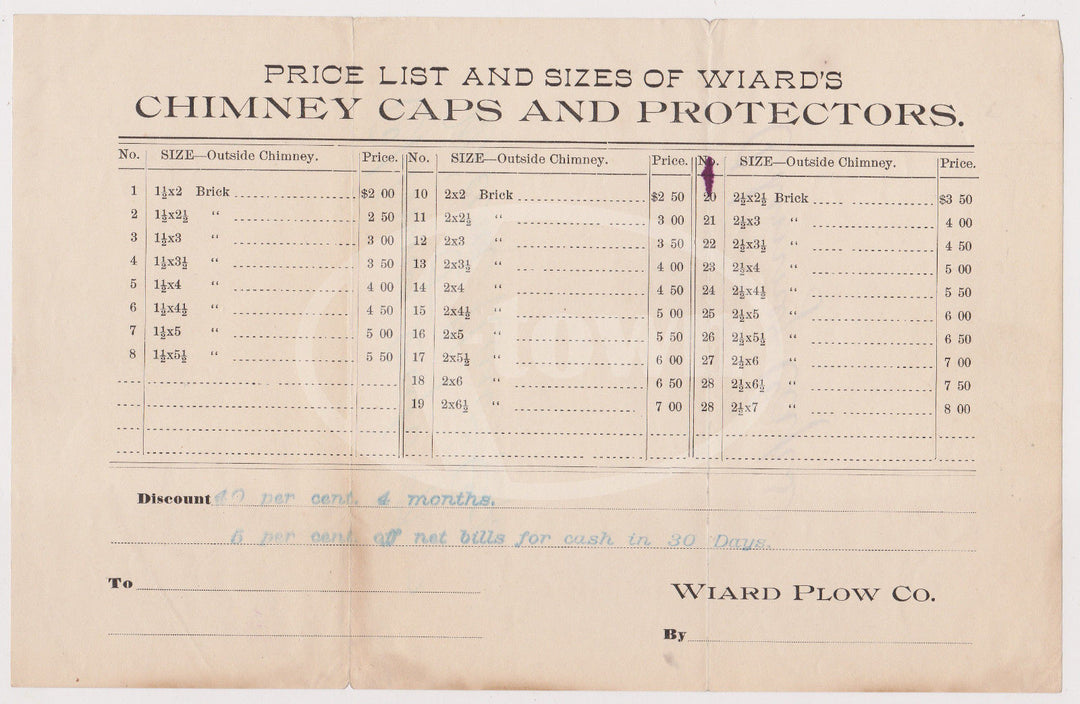 PRICE LIST AND SIZES OF WIARD'S
CHIMNEY CAPS AND PROTECTORS.
No. SIZE—Outside Chimney. Price. No. SIZE—Outside Chimney. Price. No. SIZE—Outside Chimney. Price.
1 1½x2 Brick $2 00 10 2x2 Brick $2 50 20 2½x2½ Brick $3 50
2 1½x2½ " 2 50 11 2x2½ " 3 00 21 2½x3 " 4 00
3 1½x3 " 3 00 12 2x3 " 3 50 22 2½x3½ " 4 50
4 1½x3½ " 3 50 13 2x3½ " 4 00 23 2½x4 " 5 00
5 1½x4 " 4 00 14 2x4 " 4 50 24 2½x4½ " 5 50
6 1½x4½ " 4 50 15 2x4½ " 5 00 25 2½x5 " 6 00
7 1½x5 " 5 00 16 2x5 " 5 50 26 2½x5½ " 6 50
8 1½x5½ " 5 50 17 2x5½ " 6 00 27 2½x6 " 7 00
18 2x6 " 6 50 28 2½x6½ " 7 50
19 2x6½ " 7 00 28 2½x7 " 8 00
Discount 40 per cent. 4 months.
5 per cent. off net bills for cash in 30 Days.
To
WIARD PLOW CO.
By